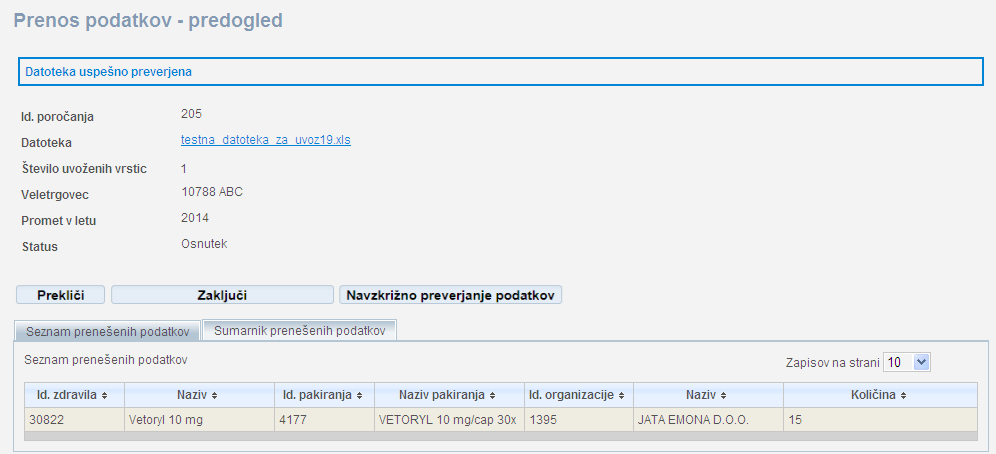 Prenos podatkov - predogled
Datoteka uspešno preverjena
Id. poročanja 205
Datoteka testna_datoteka_za_uvoz19.xls
Število uvoženih vrstic 1
Veletrgovec 10788 ABC
Promet v letu 2014
Status Osnutek
Prekliči Zaključi Navzkrižno preverjanje podatkov
Seznam prenešenih podatkov Sumarnik prenešenih podatkov
Seznam prenešenih podatkov Zapisov na strani 10
Id. zdravila Naziv Id. pakiranja Naziv pakiranja Id. organizacije Naziv Količina
30822 Vetoryl 10 mg 4177 VETORYL 10 mg/cap 30x 1395 JATA EMONA D.O.O. 15